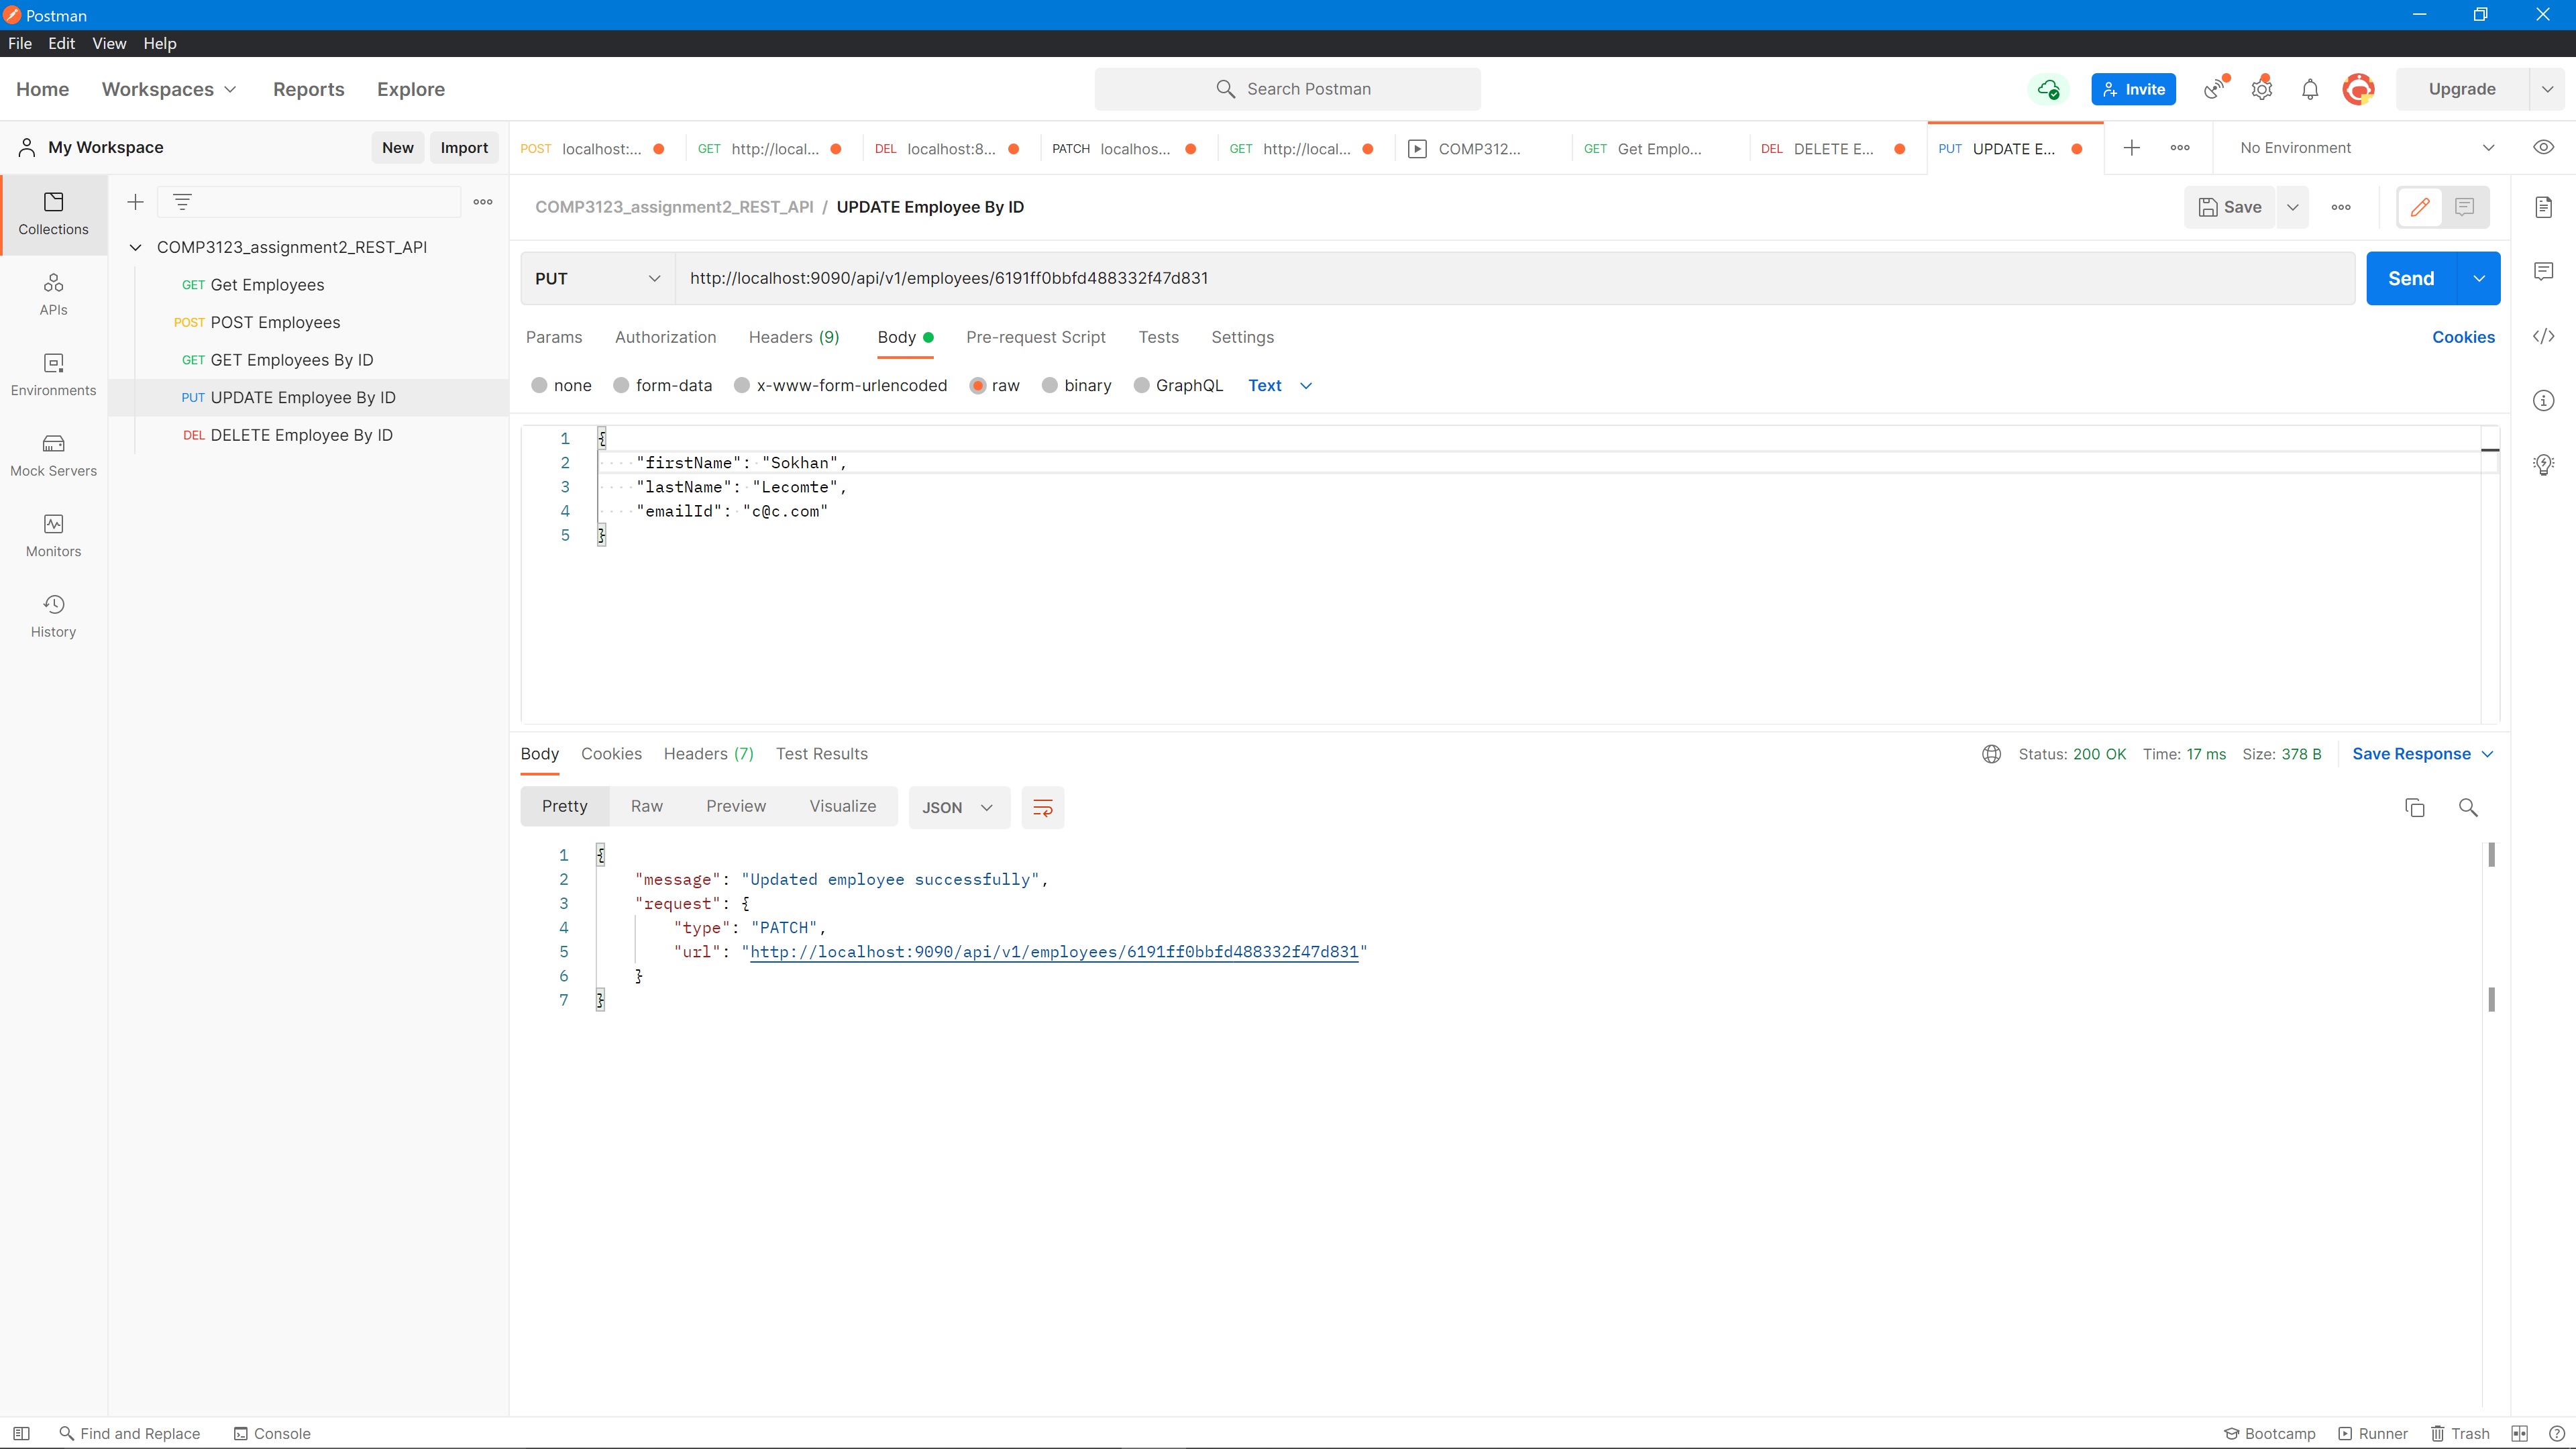 Postman
File Edit View Help
Home Workspaces Reports Explore Search Postman Invite Upgrade
My Workspace New Import
POST localhost:... GET http://local... DEL localhost:8... PATCH localhos... GET http://local... COMP312... GET Get Emplo... DEL DELETE E... PUT UPDATE E... No Environment
Collections
APIs
Environments
Mock Servers
Monitors
History
COMP3123_assignment2_REST_API
GET Get Employees
POST POST Employees
GET GET Employees By ID
PUT UPDATE Employee By ID
DEL DELETE Employee By ID
COMP3123_assignment2_REST_API / UPDATE Employee By ID Save
PUT http://localhost:9090/api/v1/employees/6191ff0bbfd488332f47d831 Send
Params Authorization Headers (9) Body Pre-request Script Tests Settings Cookies
none form-data x-www-form-urlencoded raw binary GraphQL Text
1 {
2 "firstName": "Sokhan",
3 "lastName": "Lecomte",
4 "emailId": "c@c.com"
5 }
Body Cookies Headers (7) Test Results Status: 200 OK Time: 17 ms Size: 378 B Save Response
Pretty Raw Preview Visualize JSON
1 {
2 "message": "Updated employee successfully",
3 "request": {
4 "type": "PATCH",
5 "url": "http://localhost:9090/api/v1/employees/6191ff0bbfd488332f47d831"
6 }
7 }
Find and Replace Console Bootcamp Runner Trash